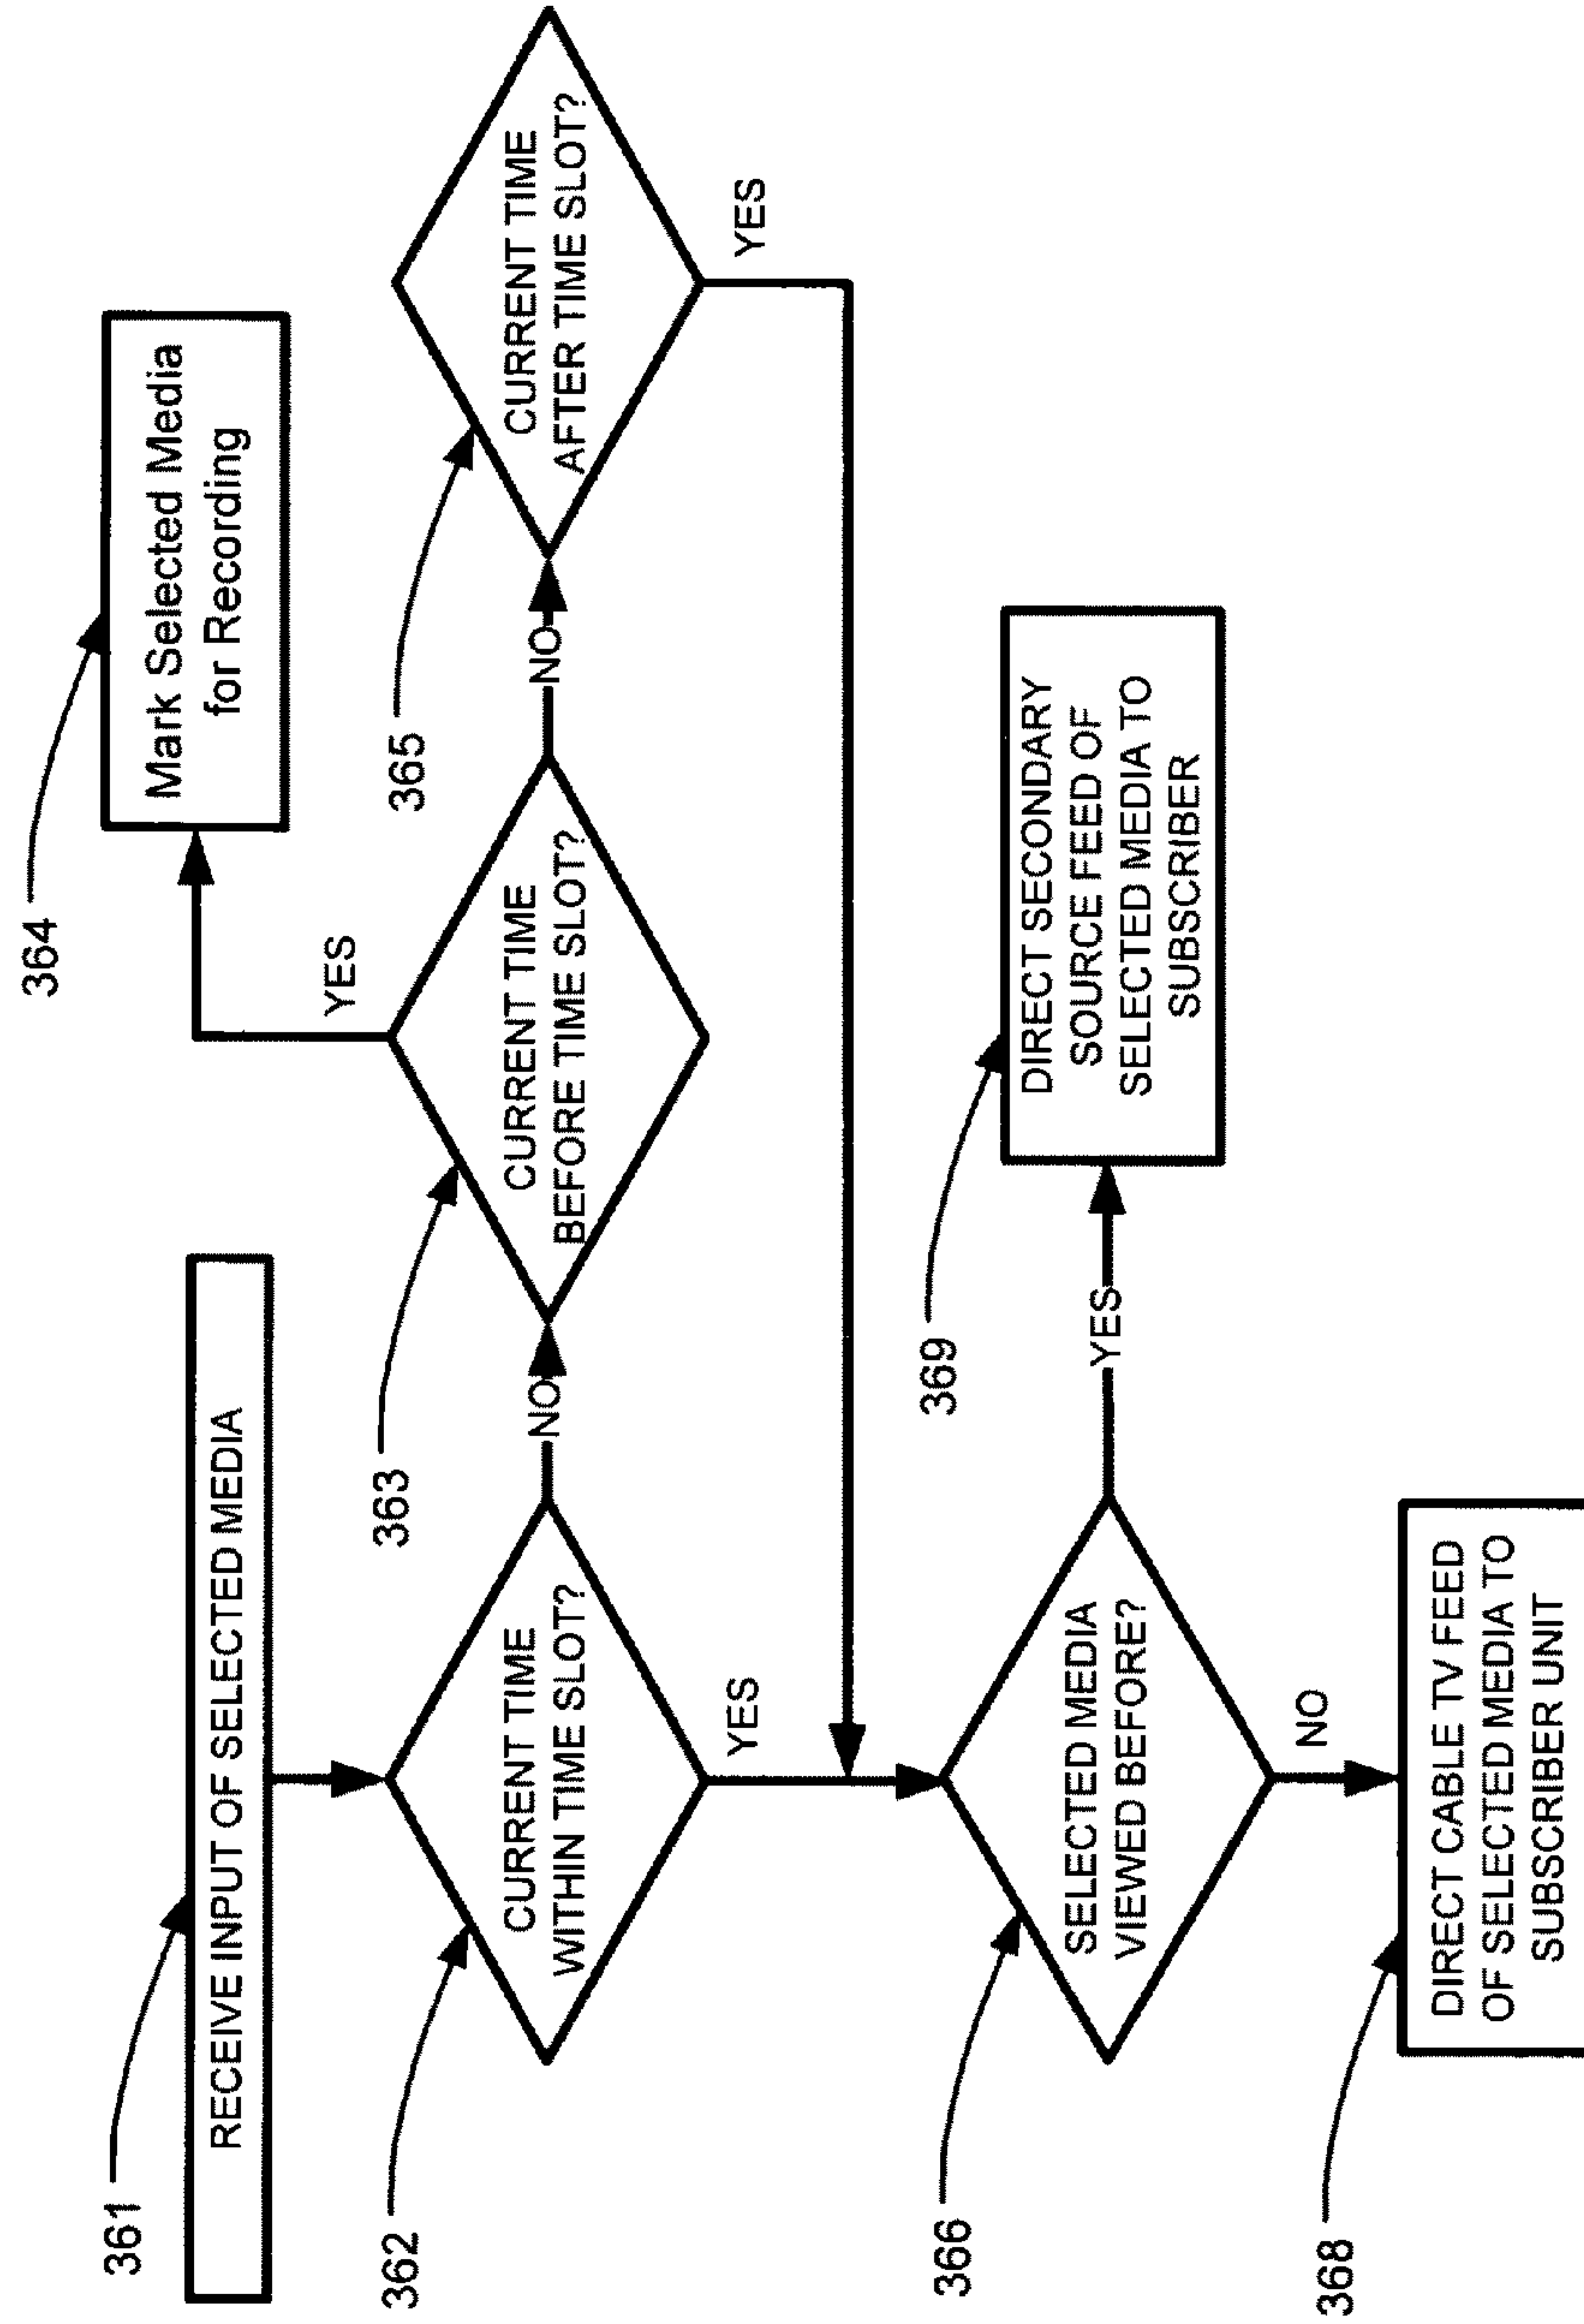 361
RECEIVE INPUT OF SELECTED MEDIA
362
CURRENT TIME
WITHIN TIME SLOT?
NO
YES
363
CURRENT TIME
BEFORE TIME SLOT?
YES
NO
364
Mark Selected Media
for Recording
365
CURRENT TIME
AFTER TIME SLOT?
YES
366
SELECTED MEDIA
VIEWED BEFORE?
YES
NO
369
DIRECT SECONDARY
SOURCE FEED OF
SELECTED MEDIA TO
SUBSCRIBER
368
DIRECT CABLE TV FEED
OF SELECTED MEDIA TO
SUBSCRIBER UNIT